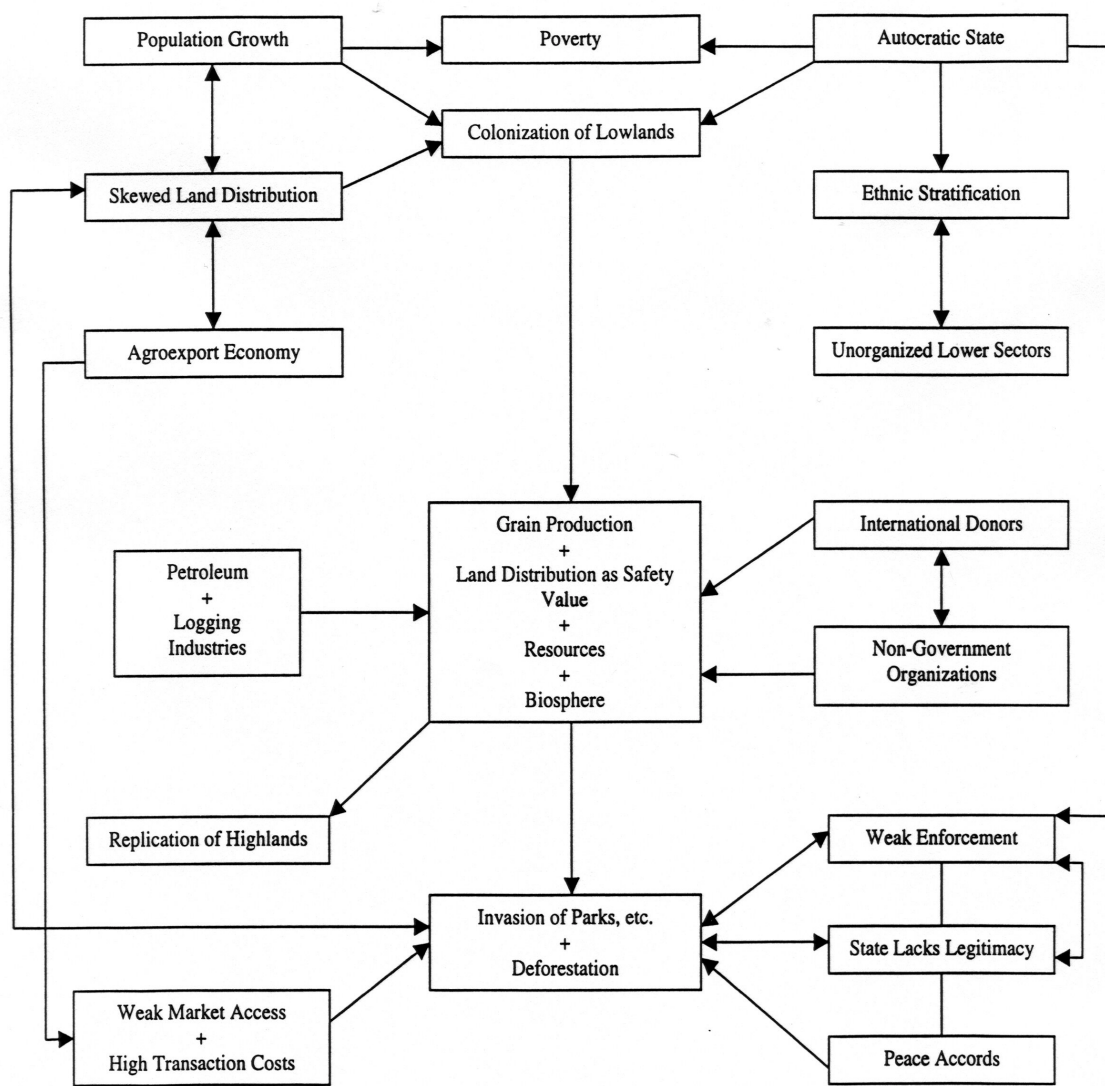 Population Growth
Poverty
Autocratic State
Colonization of Lowlands
Skewed Land Distribution
Ethnic Stratification
Agroexport Economy
Unorganized Lower Sectors
Grain Production
+
Land Distribution as Safety
Value
+
Resources
+
Biosphere
International Donors
Petroleum
+
Logging
Industries
Non-Government
Organizations
Replication of Highlands
Weak Enforcement
Invasion of Parks, etc.
+
Deforestation
State Lacks Legitimacy
Weak Market Access
+
High Transaction Costs
Peace Accords